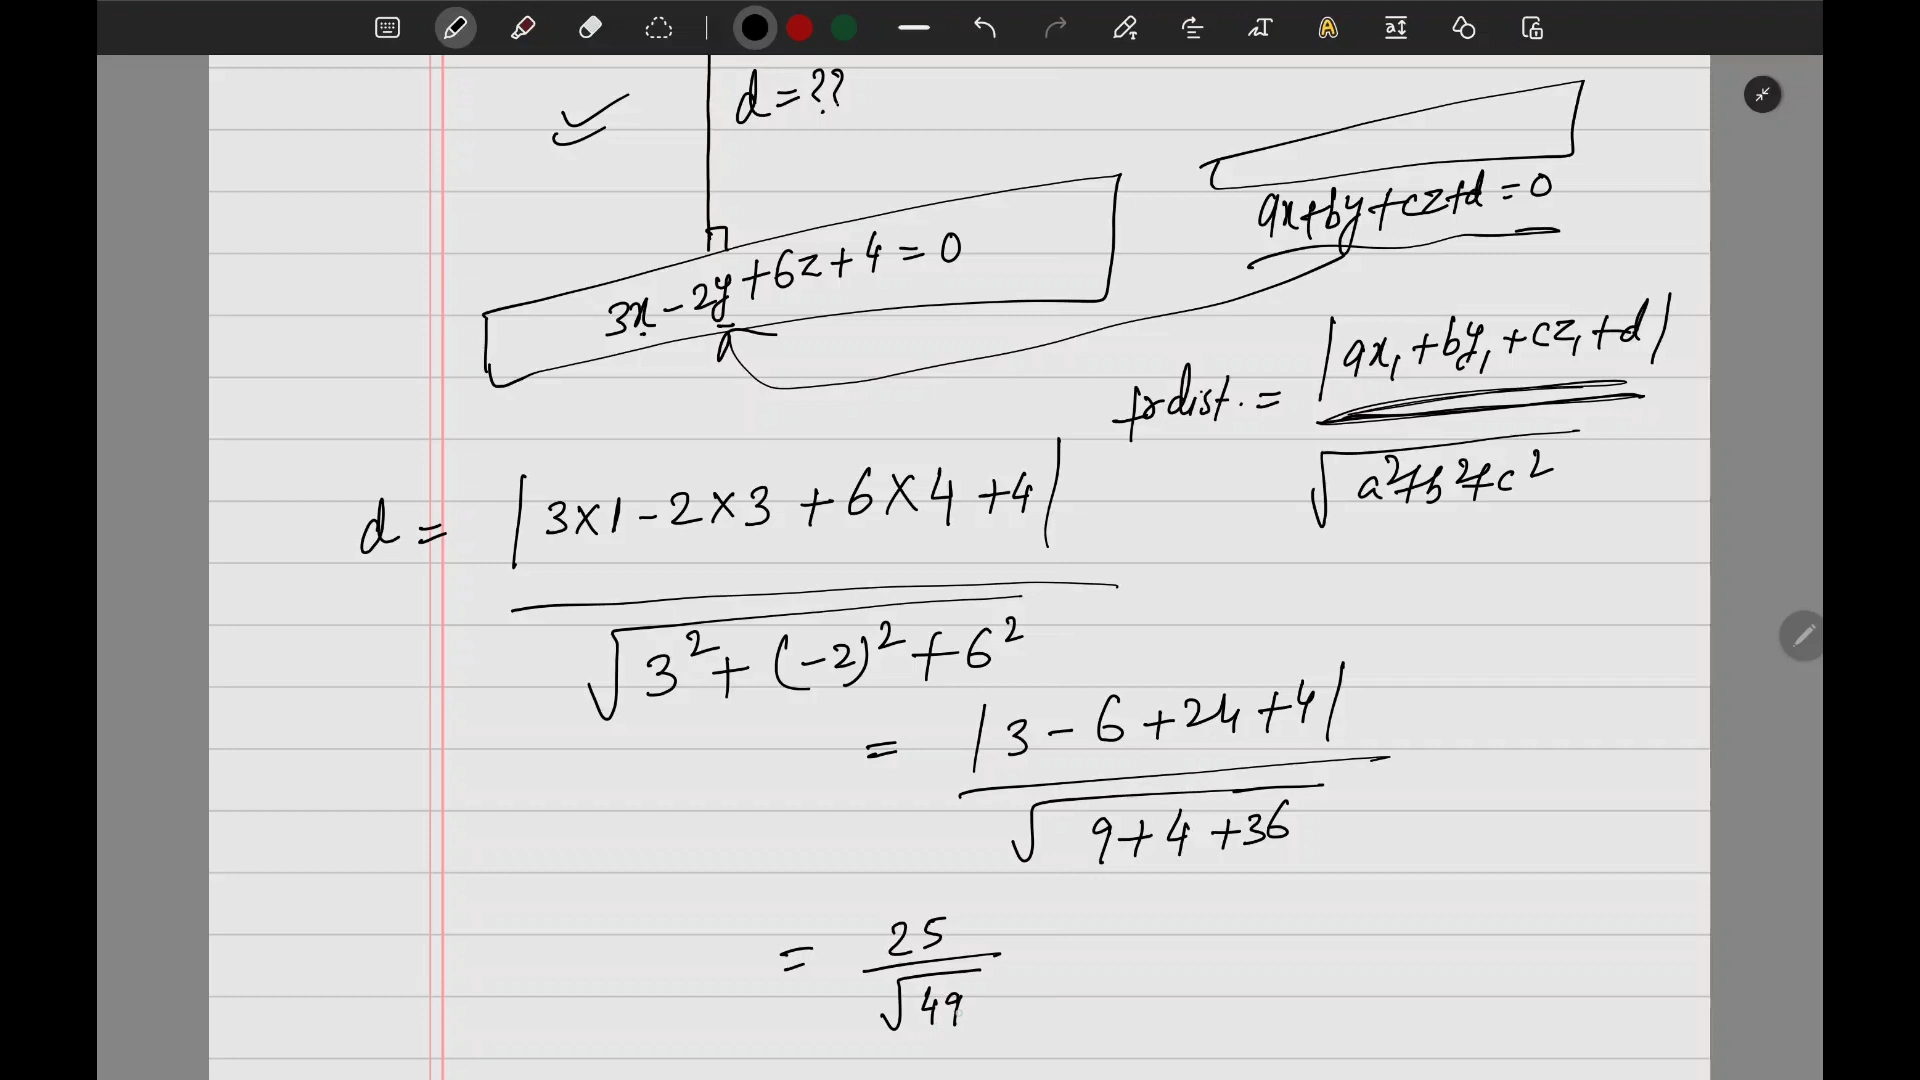 d = ??
ax+by+cz+d = 0
3x - 2y + 6z + 4 = 0
dist. = |ax₁ + by₁ + cz₁ + d|
√a²+b²+c²
d = |3×1 - 2×3 + 6×4 + 4|
√3² + (-2)² + 6²
= |3 - 6 + 24 + 4|
√9 + 4 + 36
= 25
√49